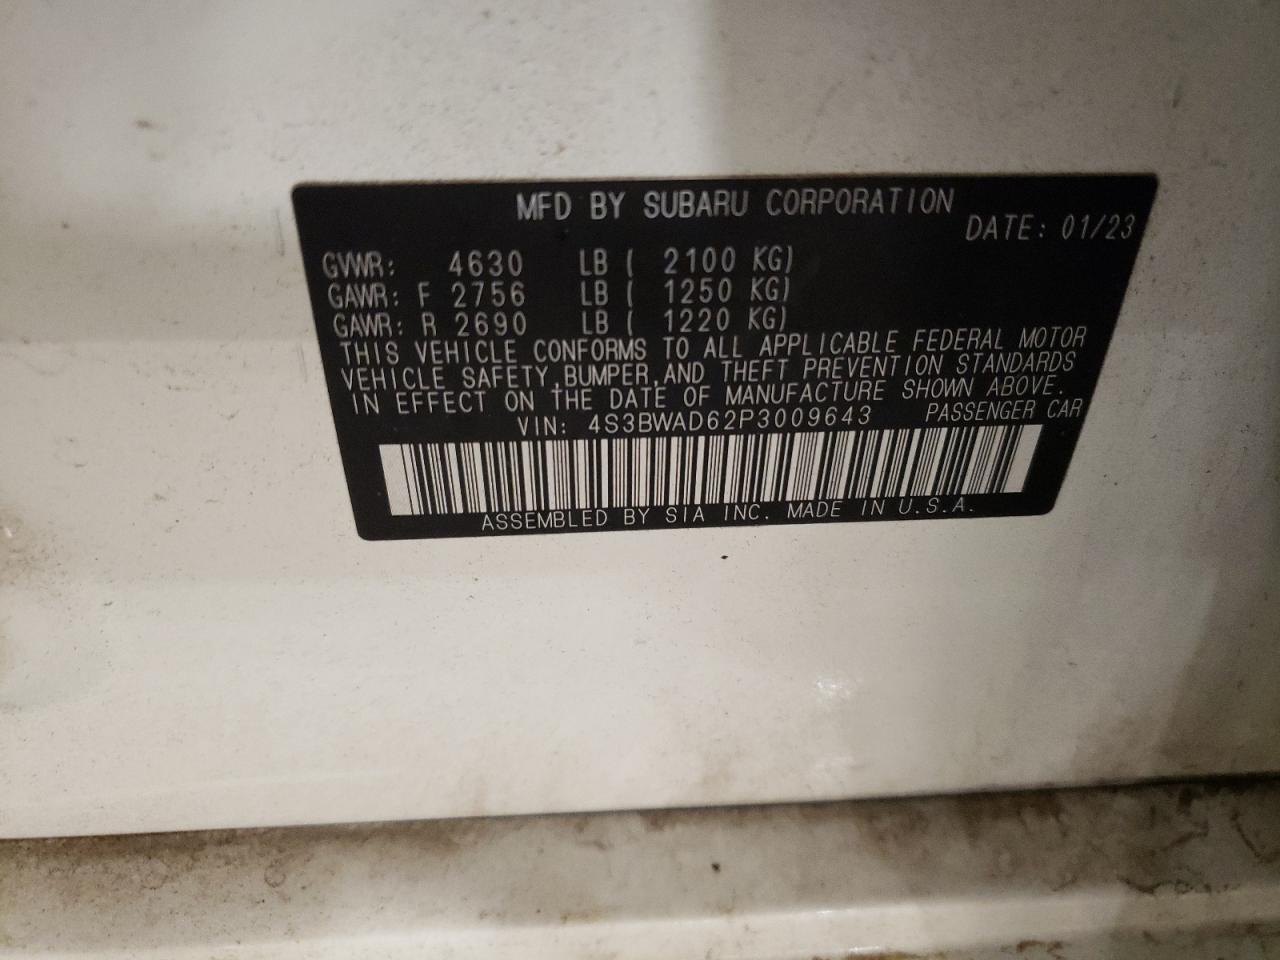 MFD BY SUBARU CORPORATION
DATE: 01/23
GVWR: 4630 LB ( 2100 KG)
GAWR: F 2756 LB ( 1250 KG)
GAWR: R 2690 LB ( 1220 KG)
THIS VEHICLE CONFORMS TO ALL APPLICABLE FEDERAL MOTOR
VEHICLE SAFETY,BUMPER,AND THEFT PREVENTION STANDARDS
IN EFFECT ON THE DATE OF MANUFACTURE SHOWN ABOVE.
VIN: 4S3BWAD62P3009643 PASSENGER CAR
ASSEMBLED BY SIA INC. MADE IN U.S.A.